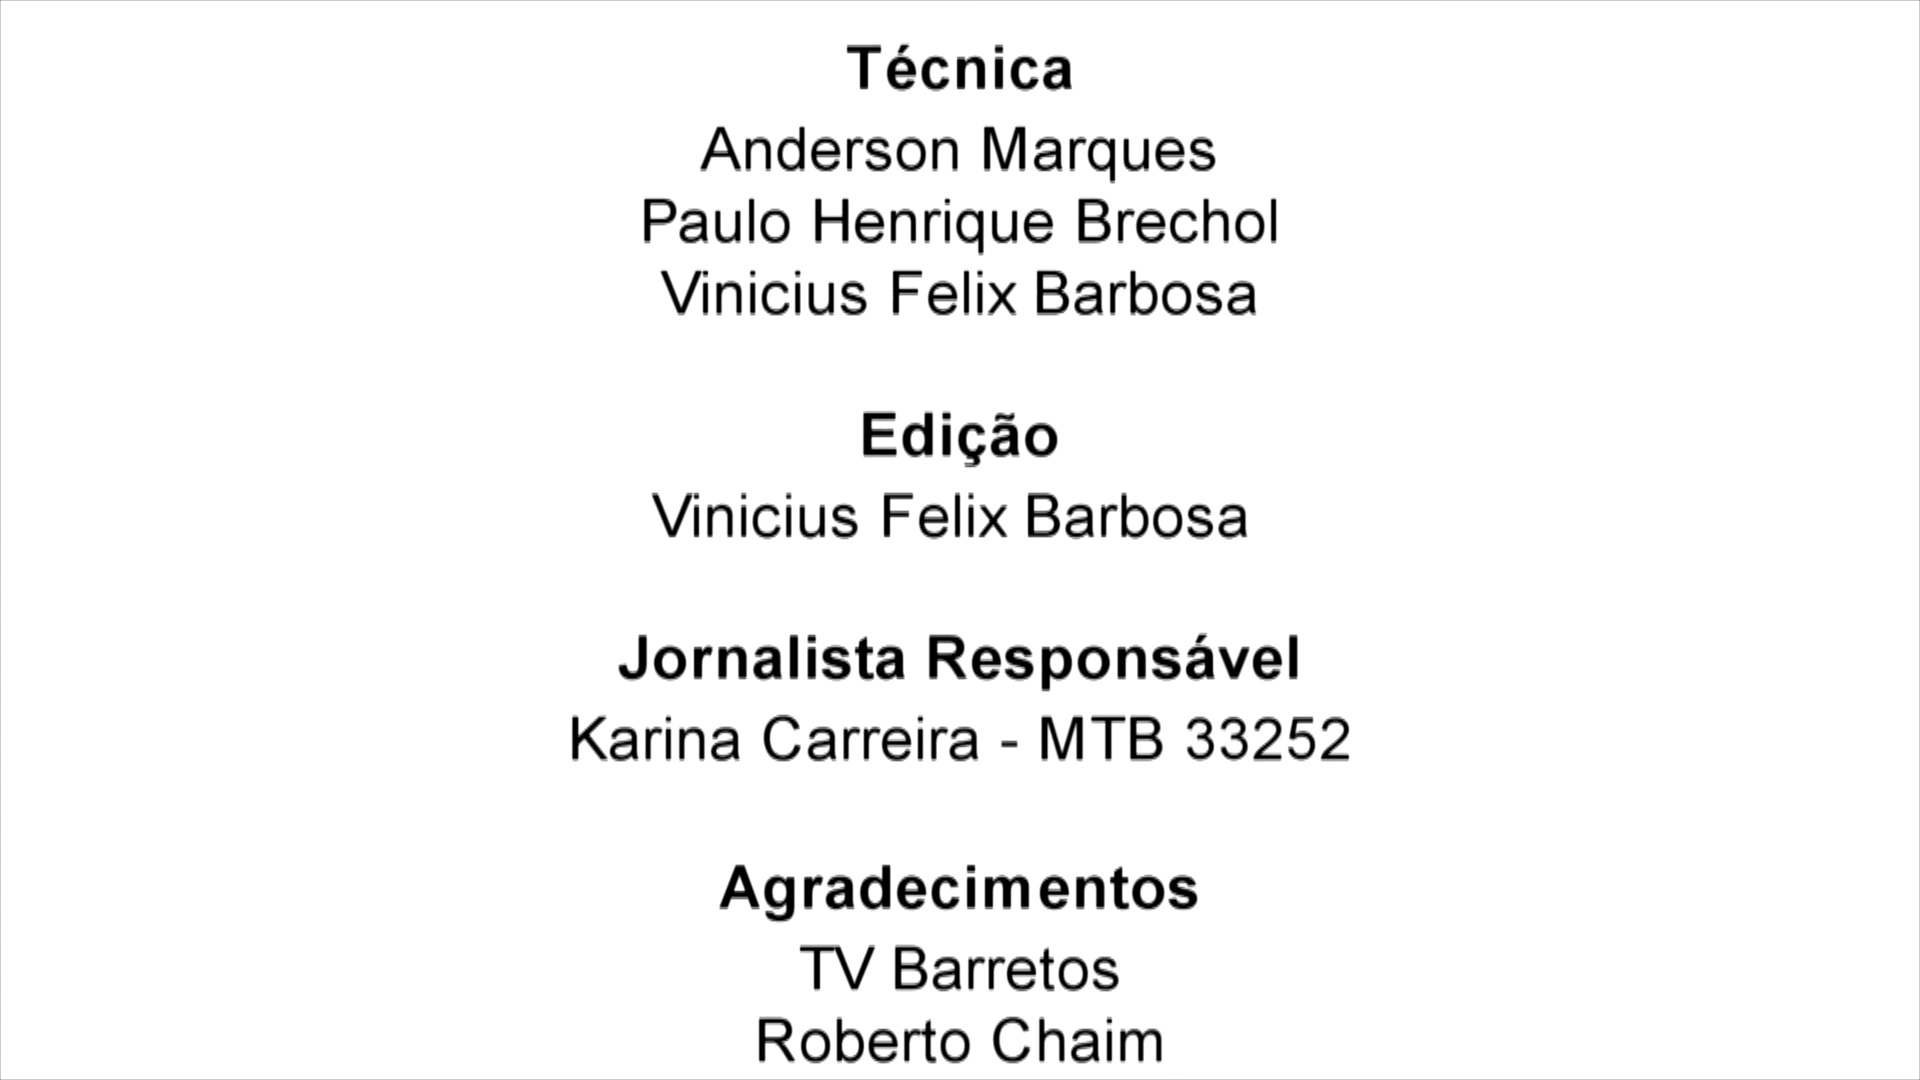 Técnica
Anderson Marques
Paulo Henrique Brechol
Vinicius Felix Barbosa
Edição
Vinicius Felix Barbosa
Jornalista Responsável
Karina Carreira - MTB 33252
Agradecimentos
TV Barretos
Roberto Chaim